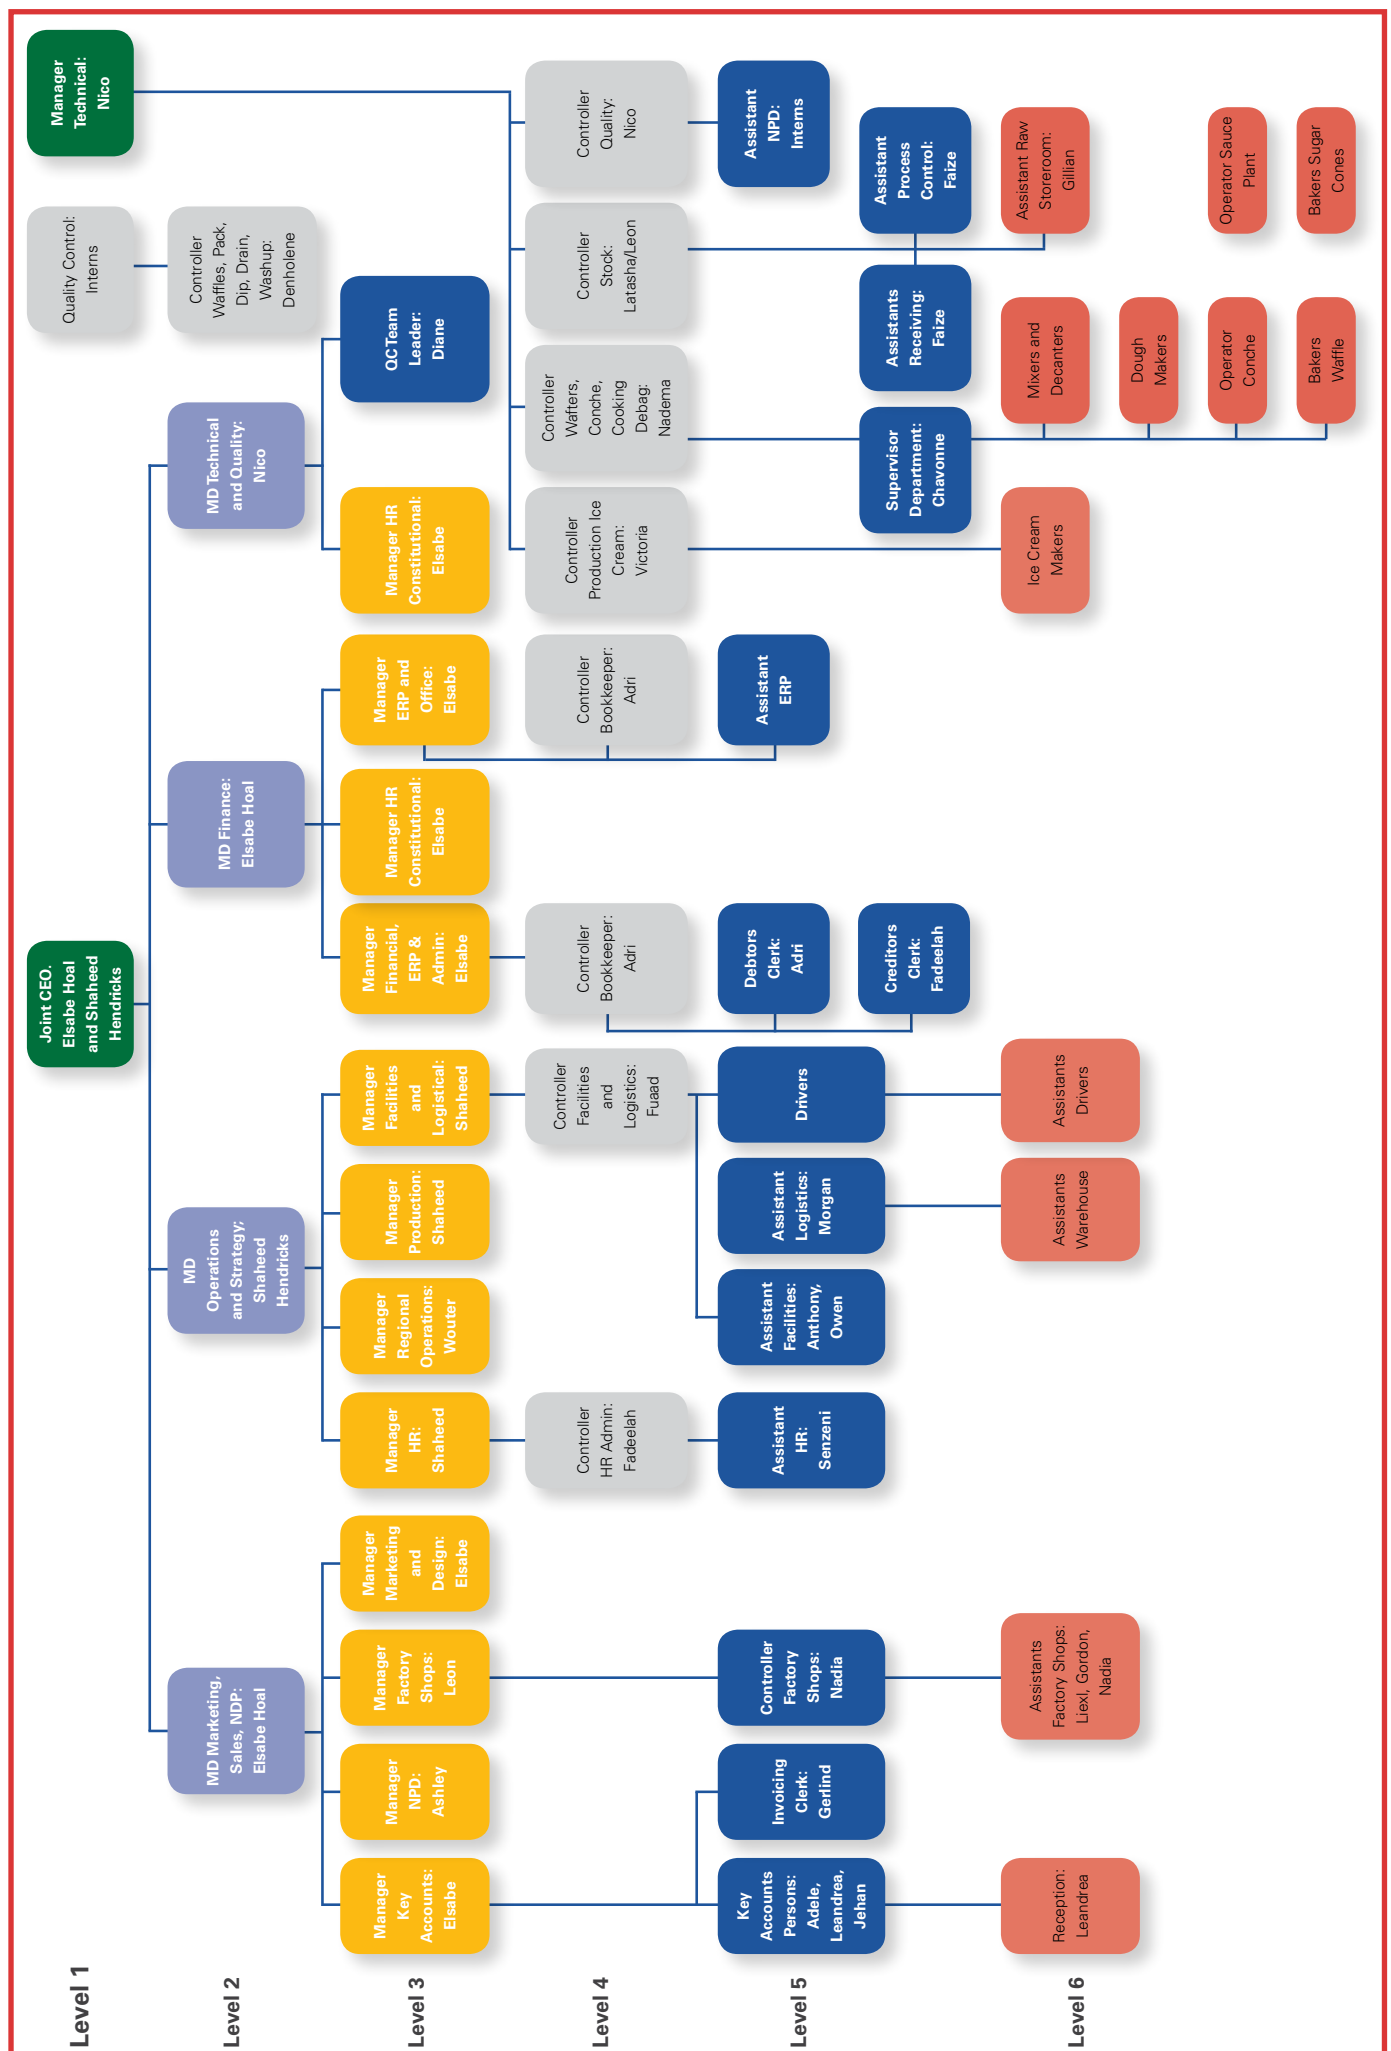 Level 1
Joint CEO.
Elsabe Hoal
and Shaheed
Hendricks
Quality Control:
Interns
Manager
Technical:
Nico
Level 2
MD Marketing,
Sales, NDP:
Elsabe Hoal
MD
Operations
and Strategy;
Shaheed
Hendricks
MD Finance:
Elsabe Hoal
MD Technical
and Quality:
Nico
Controller
Waffles, Pack,
Dip, Drain,
Washup:
Denholene
Level 3
Manager
Key
Accounts:
Elsabe
Manager
NPD:
Ashley
Manager
Factory
Shops:
Leon
Manager
Marketing
and
Design:
Elsabe
Manager
HR:
Shaheed
Manager
Regional
Operations:
Wouter
Manager
Production:
Shaheed
Manager
Facilities
and
Logistical:
Shaheed
Manager
Financial,
ERP &
Admin:
Elsabe
Manager HR
Constitutional:
Elsabe
Manager
ERP and
Office:
Elsabe
Manager HR
Constitutional:
Elsabe
QC Team
Leader:
Diane
Level 4
Controller
HR Admin:
Fadeelah
Controller
Facilities
and
Logistics:
Fuaad
Controller
Bookkeeper:
Adri
Controller
Bookkeeper:
Adri
Controller
Production Ice
Cream:
Victoria
Controller
Wafters,
Conche,
Cooking
Debag:
Nadema
Controller
Stock:
Latasha/Leon
Controller
Quality:
Nico
Level 5
Key
Accounts
Persons:
Adele,
Leandrea,
Jehan
Invoicing
Clerk:
Gerlind
Controller
Factory
Shops:
Nadia
Assistant
HR:
Senzeni
Assistant
Facilities:
Anthony,
Owen
Assistant
Logistics:
Morgan
Drivers
Debtors
Clerk:
Adri
Creditors
Clerk:
Fadeelah
Assistant
ERP
Assistant
NPD:
Interns
Supervisor
Department:
Chavonne
Assistants
Receiving:
Faize
Assistant
Process
Control:
Faize
Level 6
Reception:
Leandrea
Assistants
Factory Shops:
Liexl, Gordon,
Nadia
Assistants
Warehouse
Assistants
Drivers
Ice Cream
Makers
Mixers and
Decanters
Assistant Raw
Storeroom:
Gillian
Dough
Makers
Operator
Conche
Operator Sauce
Plant
Bakers
Waffle
Bakers Sugar
Cones